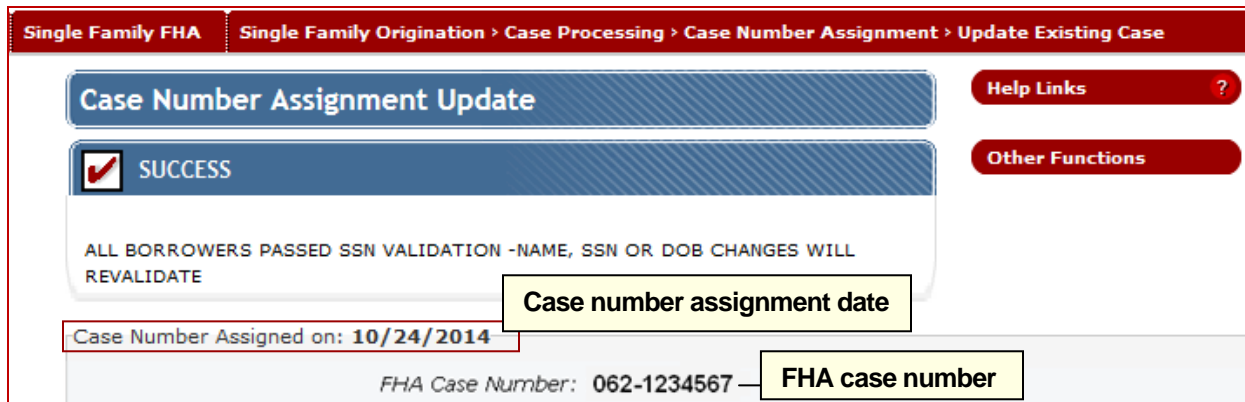 Single Family FHA Single Family Origination > Case Processing > Case Number Assignment > Update Existing Case
Case Number Assignment Update
Help Links ?
SUCCESS
Other Functions
ALL BORROWERS PASSED SSN VALIDATION -NAME, SSN OR DOB CHANGES WILL
REVALIDATE
Case number assignment date
Case Number Assigned on: 10/24/2014
FHA Case Number: 062-1234567
FHA case number